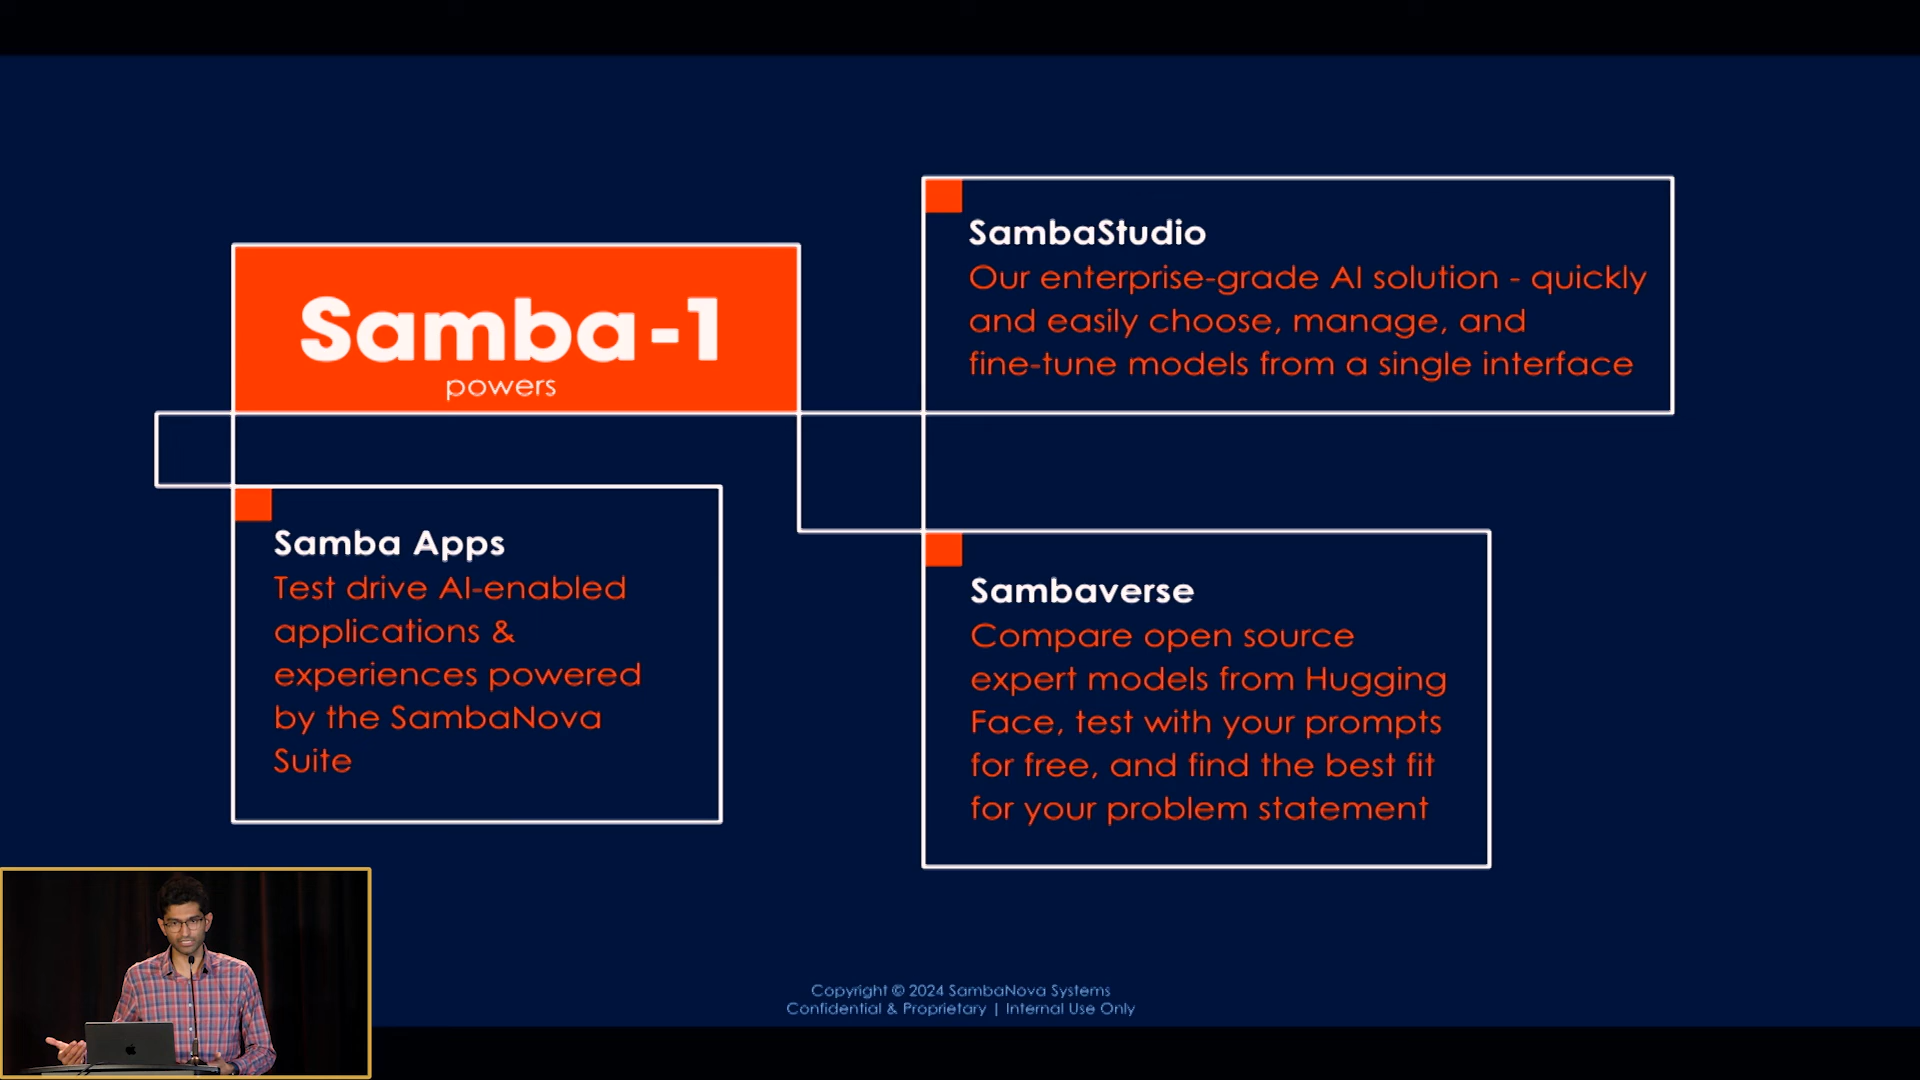 Samba-1
powers
SambaStudio
Our enterprise-grade AI solution - quickly
and easily choose, manage, and
fine-tune models from a single interface
Samba Apps
Test drive AI-enabled
applications &
experiences powered
by the SambaNova
Suite
Sambaverse
Compare open source
expert models from Hugging
Face, test with your prompts
for free, and find the best fit
for your problem statement
Copyright © 2024 SambaNova Systems
Confidential & Proprietary | Internal Use Only